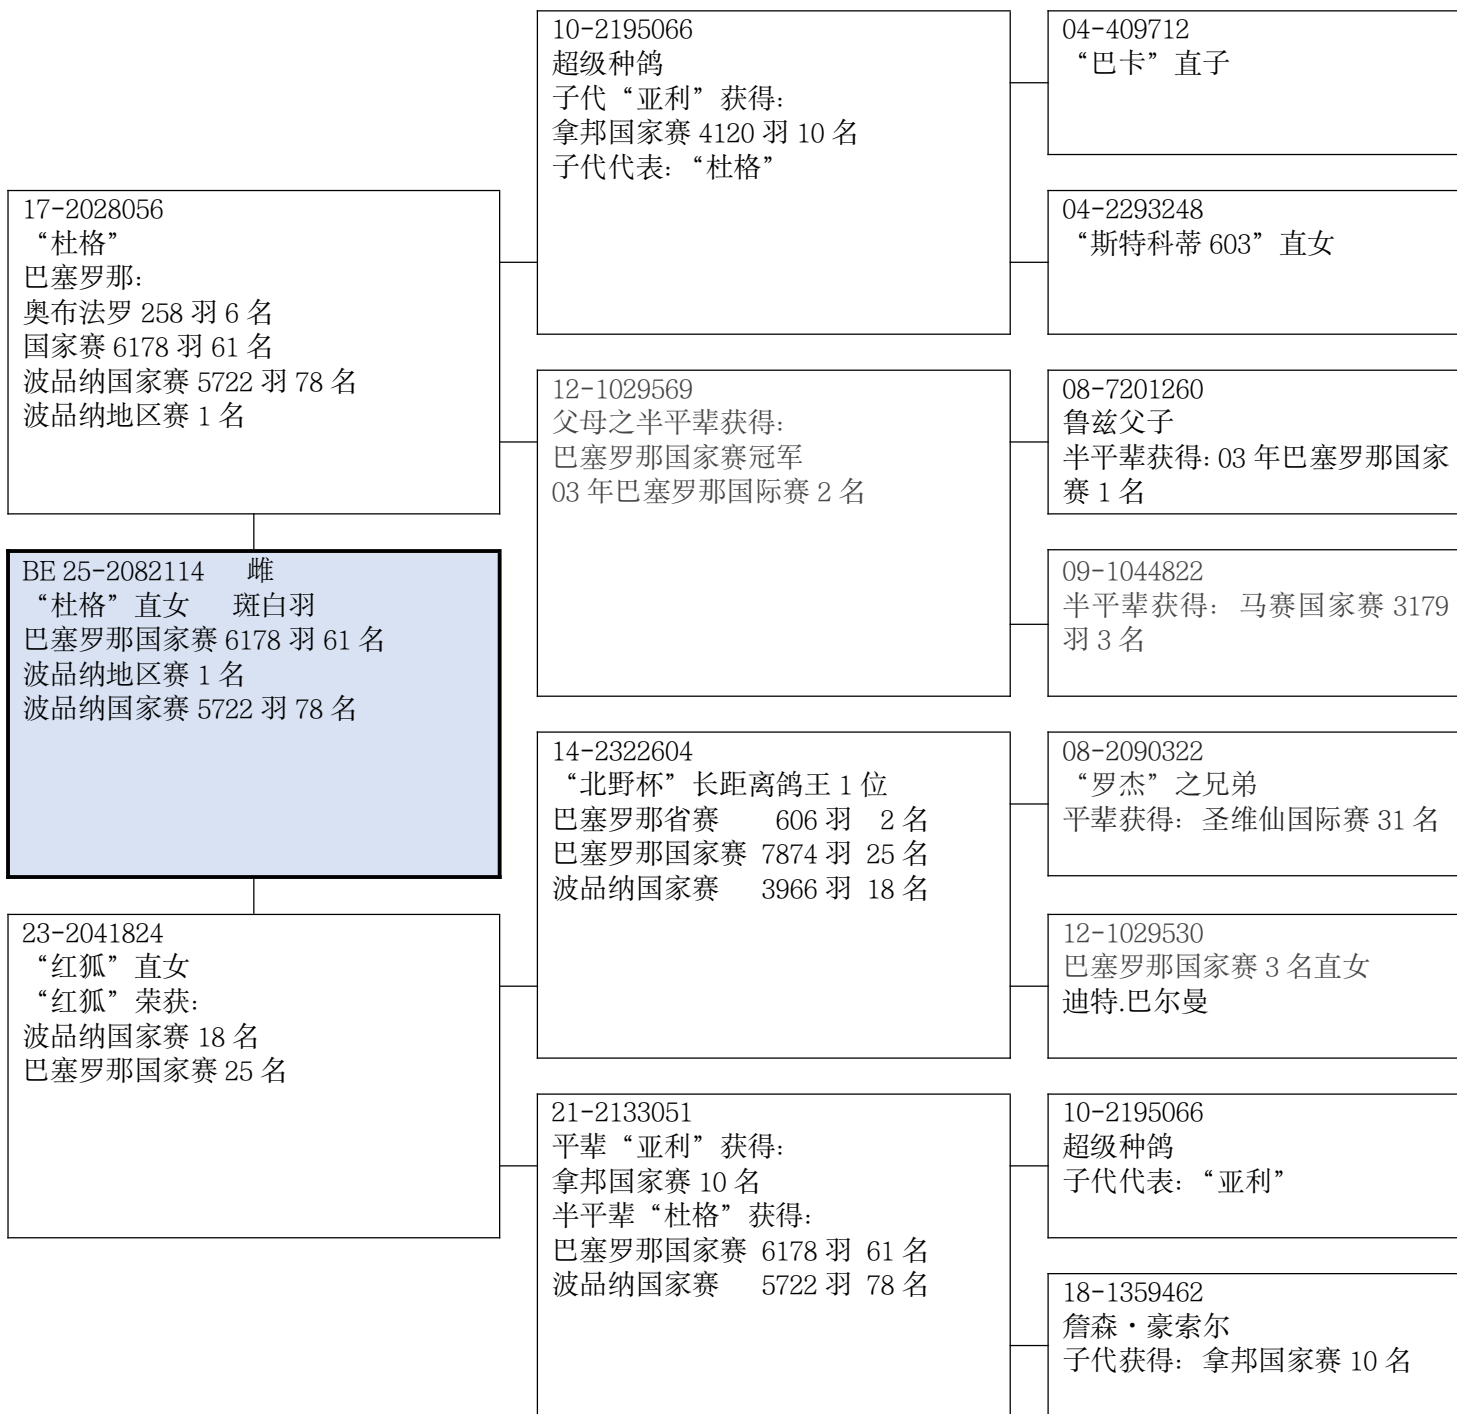 17-2028056
“杜格”
巴塞罗那:
奥布法罗 258 羽 6 名
国家赛 6178 羽 61 名
波品纳国家赛 5722 羽 78 名
波品纳地区赛 1 名
BE 25-2082114 雌
“杜格”直女 斑白羽
巴塞罗那国家赛 6178 羽 61 名
波品纳地区赛 1 名
波品纳国家赛 5722 羽 78 名
23-2041824
“红狐”直女
“红狐”荣获:
波品纳国家赛 18 名
巴塞罗那国家赛 25 名
10-2195066
超级种鸽
子代“亚利”获得:
拿邦国家赛 4120 羽 10 名
子代代表:“杜格”
12-1029569
父母之半平辈获得:
巴塞罗那国家赛冠军
03 年巴塞罗那国际赛 2 名
14-2322604
“北野杯”长距离鸽王 1 位
巴塞罗那省赛 606 羽 2 名
巴塞罗那国家赛 7874 羽 25 名
波品纳国家赛 3966 羽 18 名
21-2133051
平辈“亚利”获得:
拿邦国家赛 10 名
半平辈“杜格”获得:
巴塞罗那国家赛 6178 羽 61 名
波品纳国家赛 5722 羽 78 名
04-409712
“巴卡”直子
04-2293248
“斯特科蒂 603”直女
08-7201260
鲁兹父子
半平辈获得: 03 年巴塞罗那国家
赛 1 名
09-1044822
半平辈获得: 马赛国家赛 3179
羽 3 名
08-2090322
“罗杰”之兄弟
平辈获得: 圣维仙国际赛 31 名
12-1029530
巴塞罗那国家赛 3 名直女
迪特.巴尔曼
10-2195066
超级种鸽
子代代表:“亚利”
18-1359462
詹森·豪索尔
子代获得: 拿邦国家赛 10 名